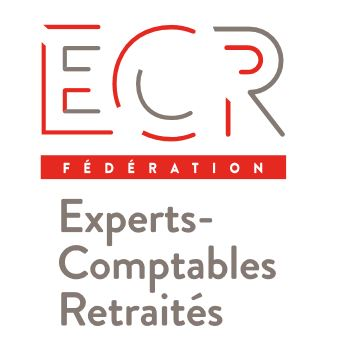 ECR
FÉDÉRATION
Experts-
Comptables
Retraités